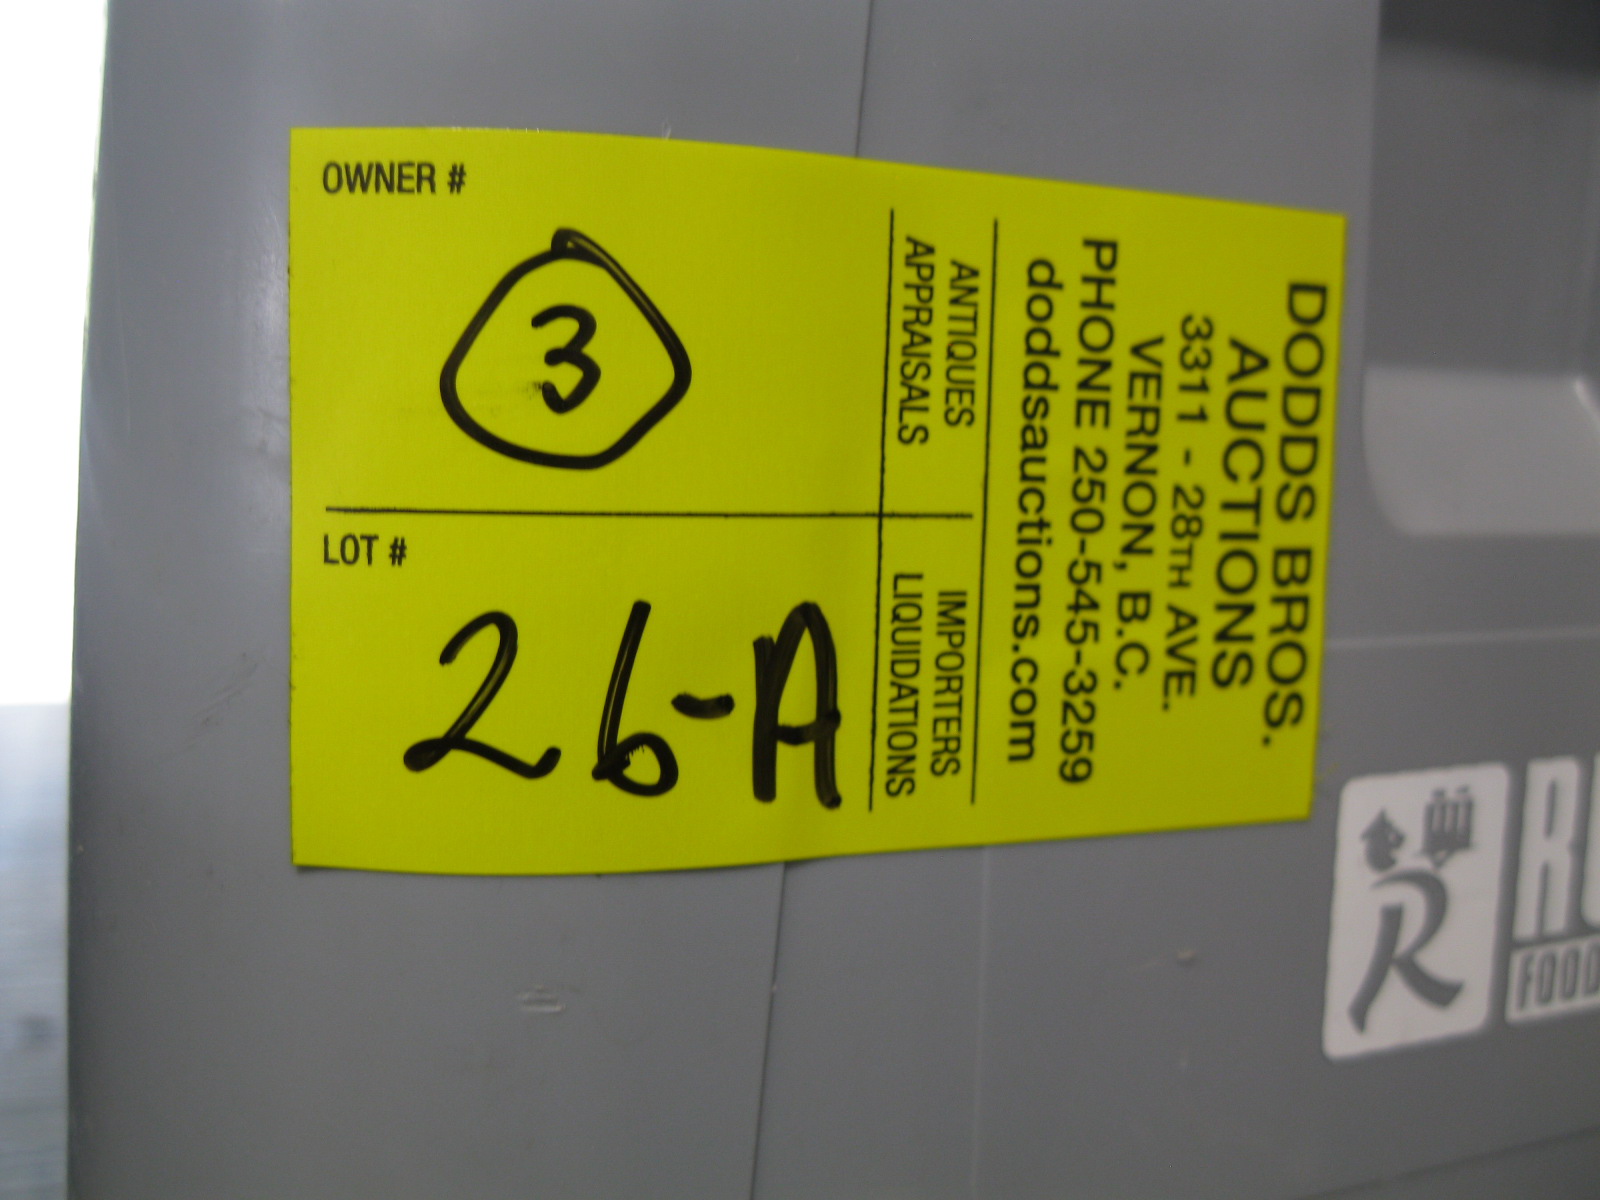 OWNER #
3
LOT #
26-A
DODDS BROS.
AUCTIONS
3311 - 28TH AVE.
VERNON, B.C.
PHONE 250-545-3259
doddsauctions.com
ANTIQUES
APPRAISALS
IMPORTERS
LIQUIDATIONS
R